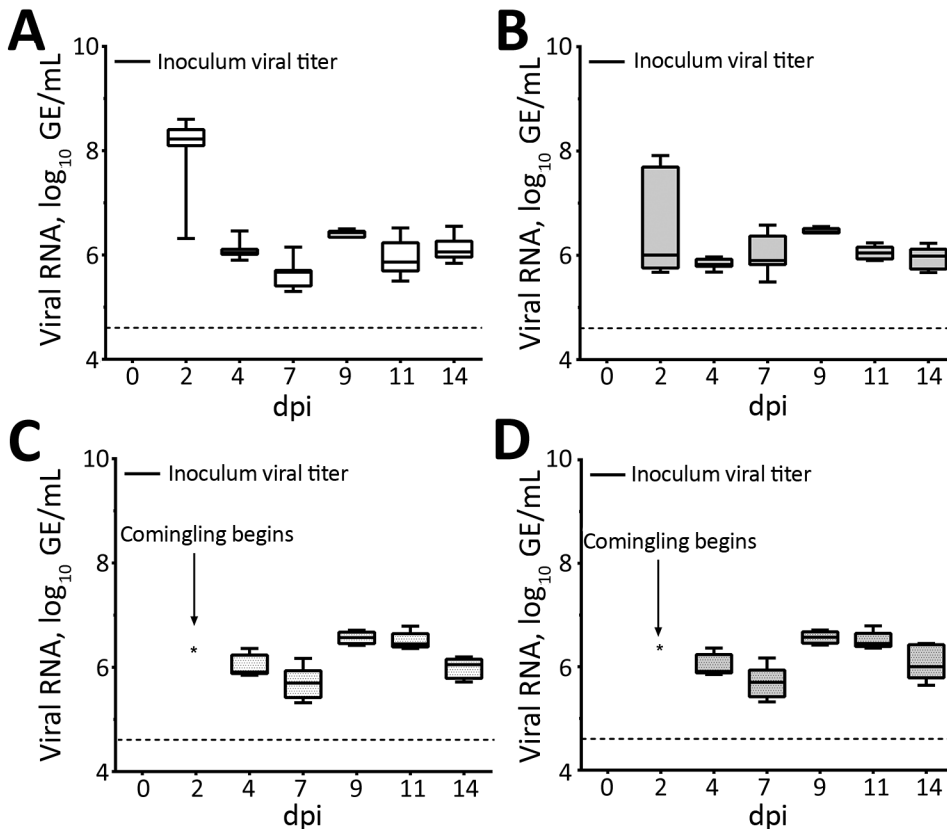 A
Viral RNA, log10 GE/mL
10
8
6
4
Inoculum viral titer
0 2 4 7 9 11 14
dpi
B
Viral RNA, log10 GE/mL
10
8
6
4
Inoculum viral titer
0 2 4 7 9 11 14
dpi
C
Viral RNA, log10 GE/mL
10
8
6
4
Inoculum viral titer
Comingling begins
*
0 2 4 7 9 11 14
dpi
D
Viral RNA, log10 GE/mL
10
8
6
4
Inoculum viral titer
Comingling begins
*
0 2 4 7 9 11 14
dpi